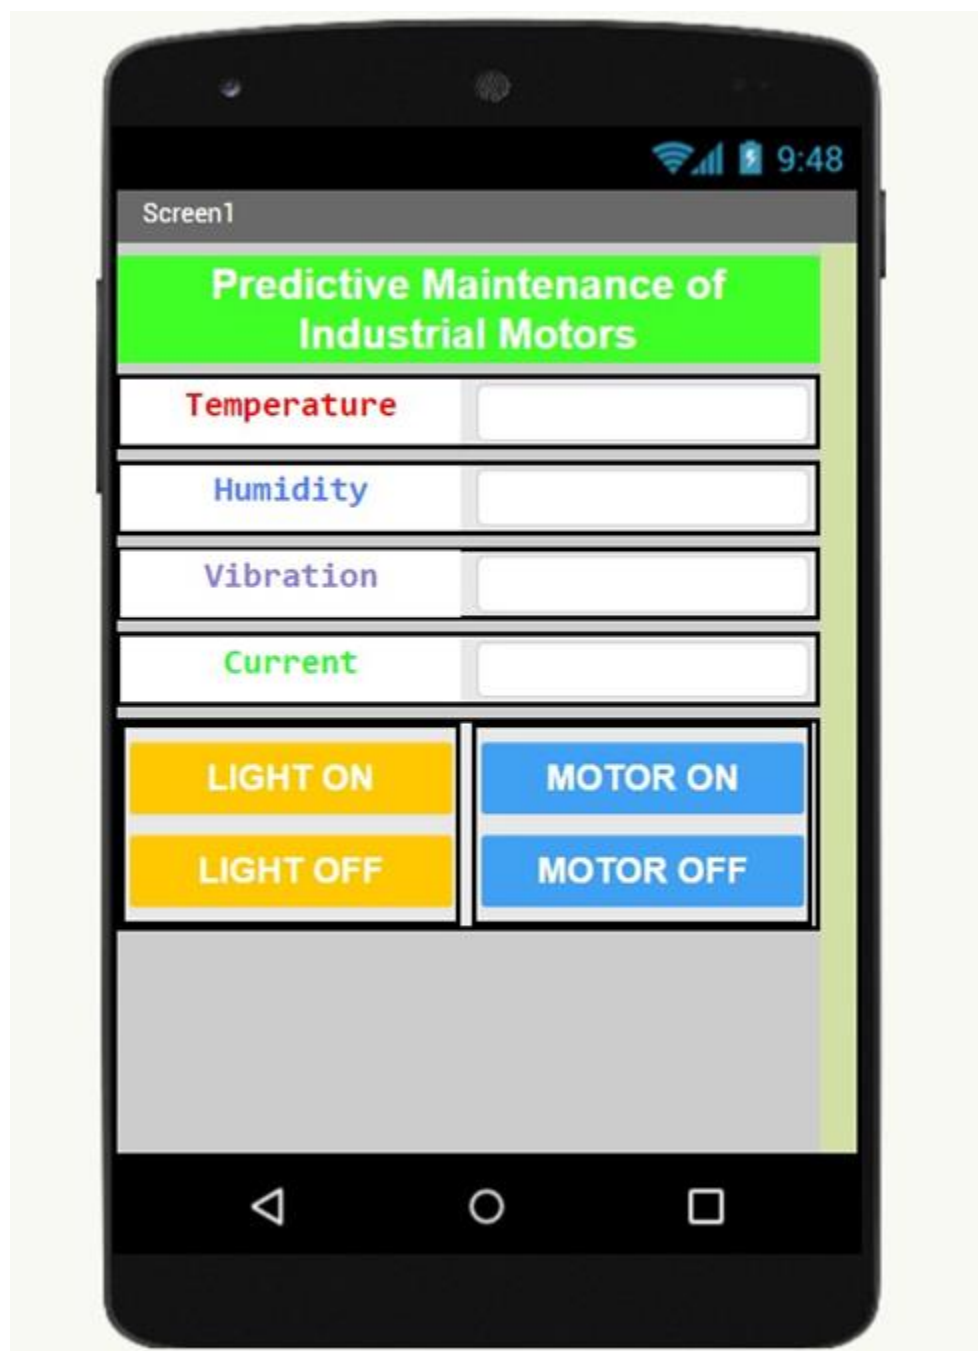 9:48
Screen1
Predictive Maintenance of
Industrial Motors
Temperature
Humidity
Vibration
Current
LIGHT ON
MOTOR ON
LIGHT OFF
MOTOR OFF